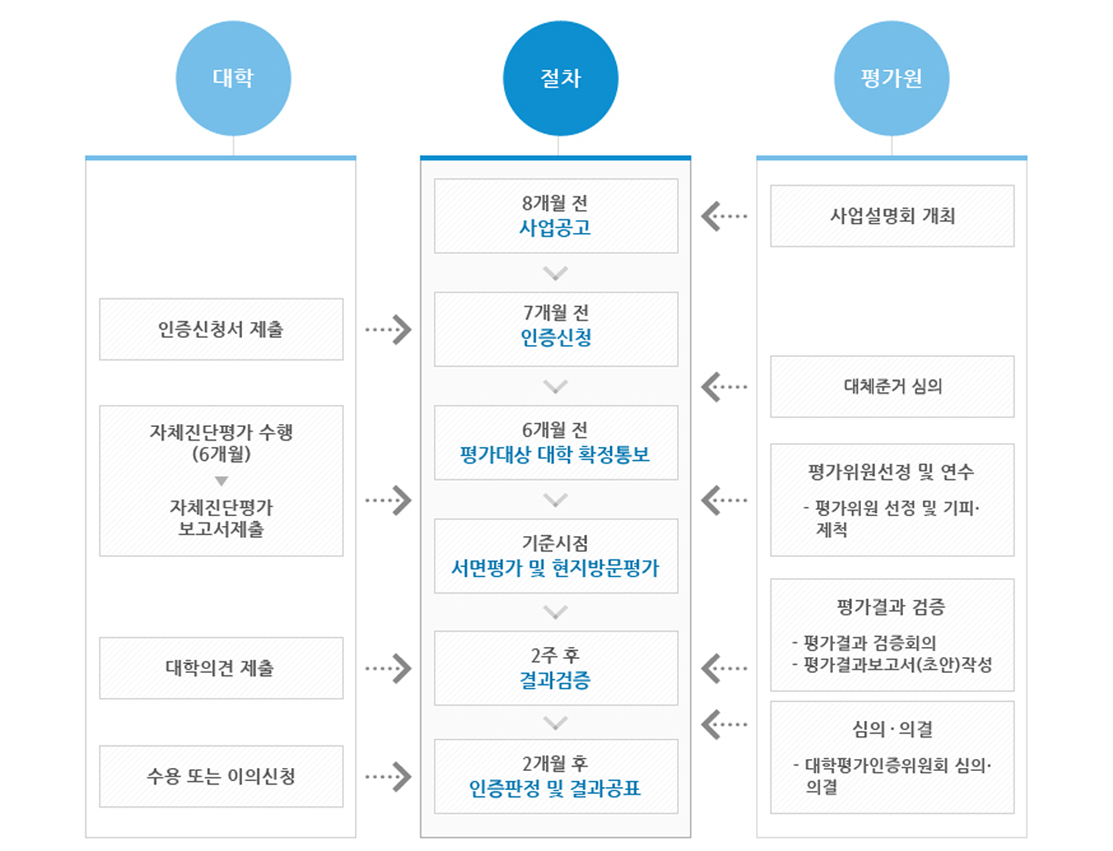 대학
절차
평가원
8개월 전
사업공고
사업설명회 개최
인증신청서 제출
7개월 전
인증신청
대체준거 심의
자체진단평가 수행
(6개월)
자체진단평가
보고서제출
6개월 전
평가대상 대학 확정통보
평가위원선정 및 연수
- 평가위원 선정 및 기피·
제척
기준시점
서면평가 및 현지방문평가
대학의견 제출
2주 후
결과검증
평가결과 검증
- 평가결과 검증회의
- 평가결과보고서(초안)작성
수용 또는 이의신청
2개월 후
인증판정 및 결과공표
심의·의결
- 대학평가인증위원회 심의·
의결